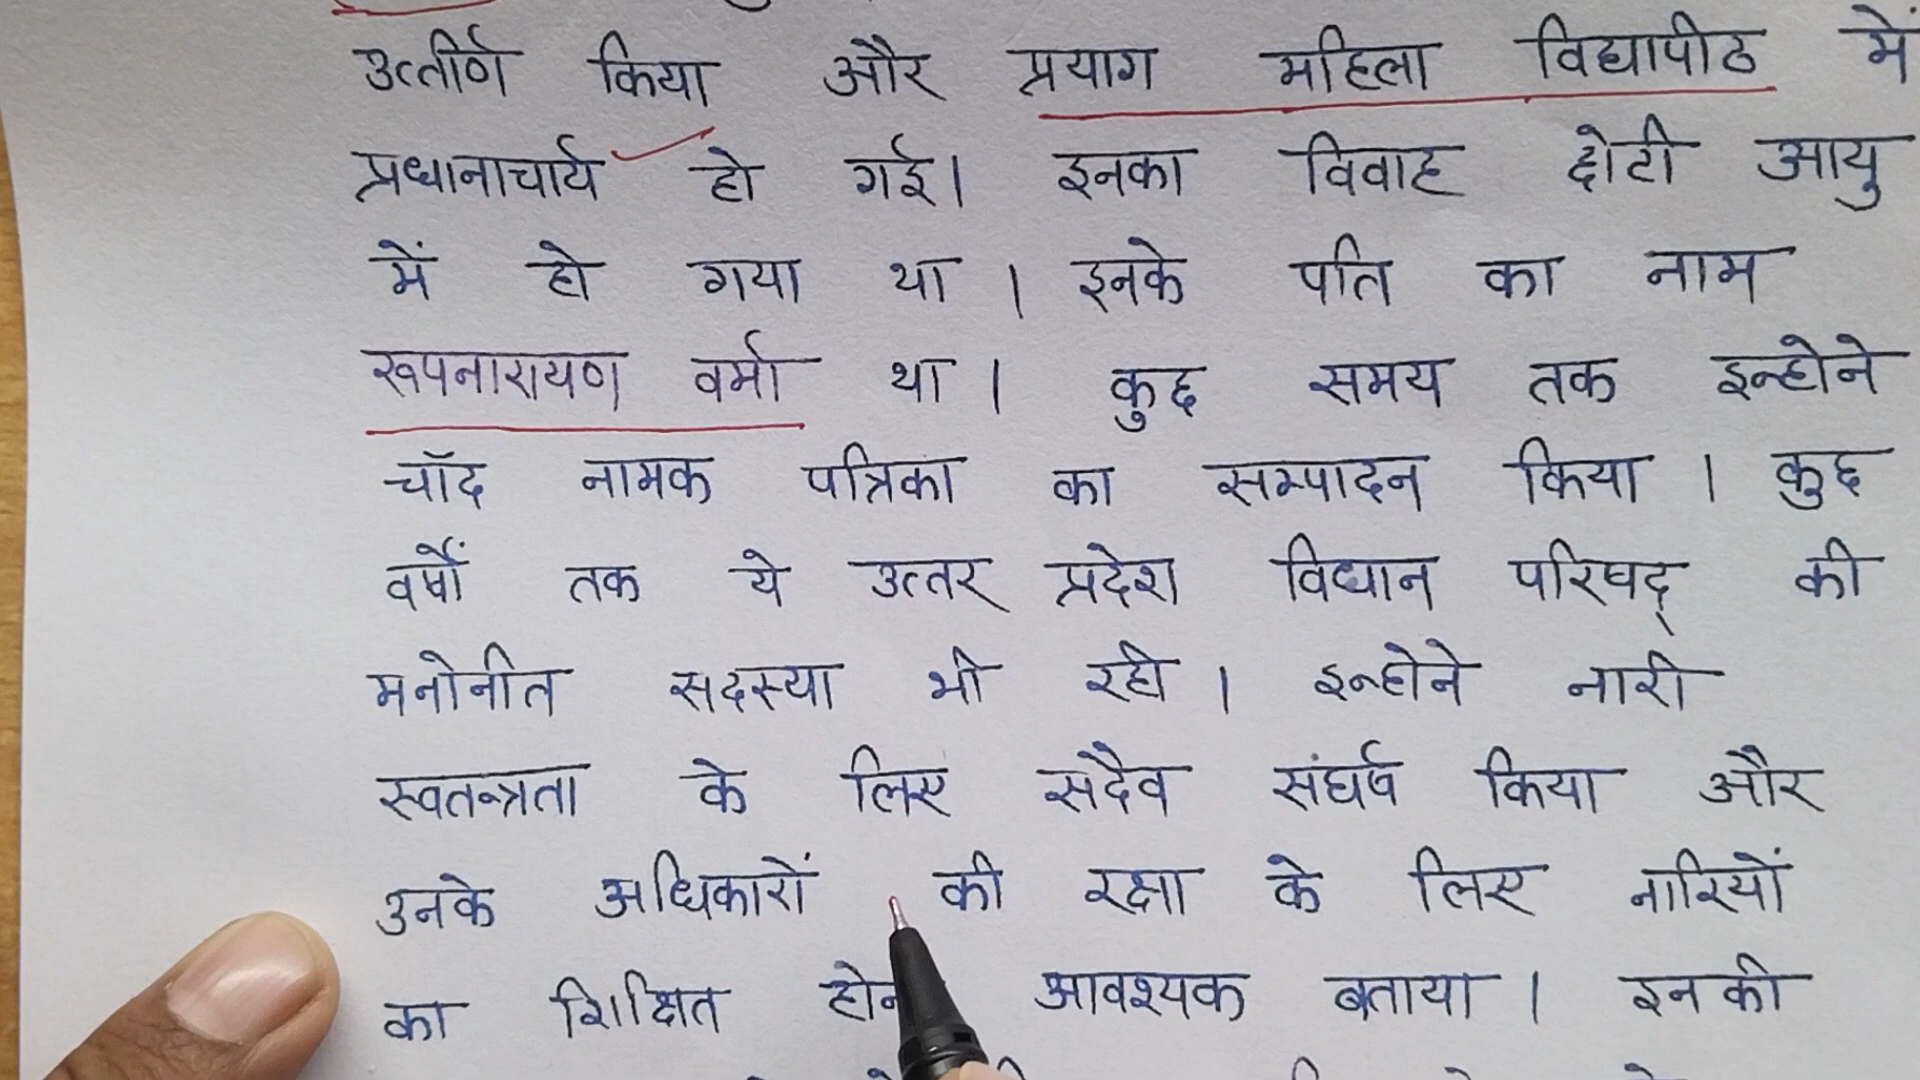 उत्तीर्ण किया और प्रयाग महिला विद्यापीठ में
प्रधानाचार्य हो गई। इनका विवाह छोटी आयु
में हो गया था । इनके पति का नाम
रूपनारायण वर्मा था । कुछ समय तक इन्होने
चॉद नामक पत्रिका का सम्पादन किया । कुछ
वर्षों तक ये उत्तर प्रदेश विधान परिषद् की
मनोनीत सदस्या भी रही । इन्होने नारी
स्वतन्त्रता के लिए सदैव संघर्ष किया और
उनके अधिकारों की रक्षा के लिए नारियों
का शिक्षित आवश्यक बताया । इनकी